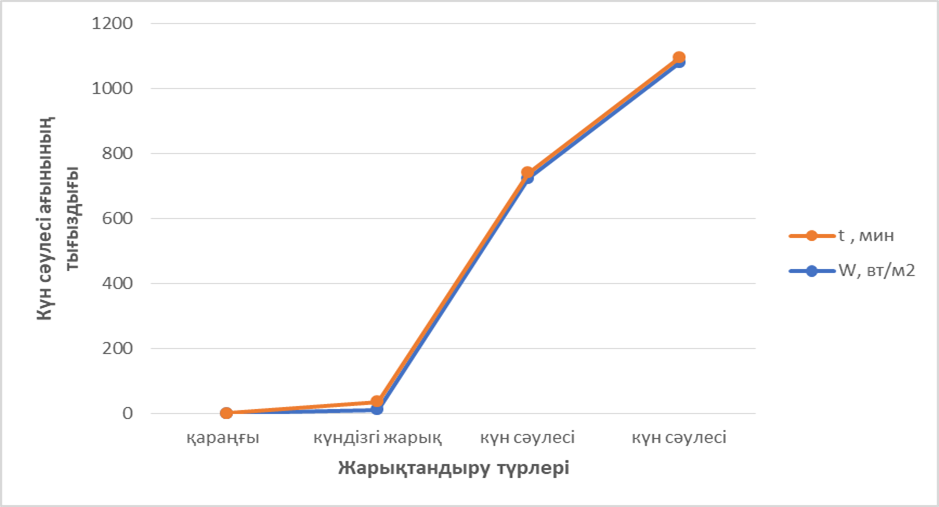 1200
1000
800
600
400
200
0
Күн сәулесі ағынының
тығыздығы
қараңғы
күндізгі жарық
күн сәулесі
күн сәулесі
Жарықтандыру түрлері
t , мин
W, вт/м2